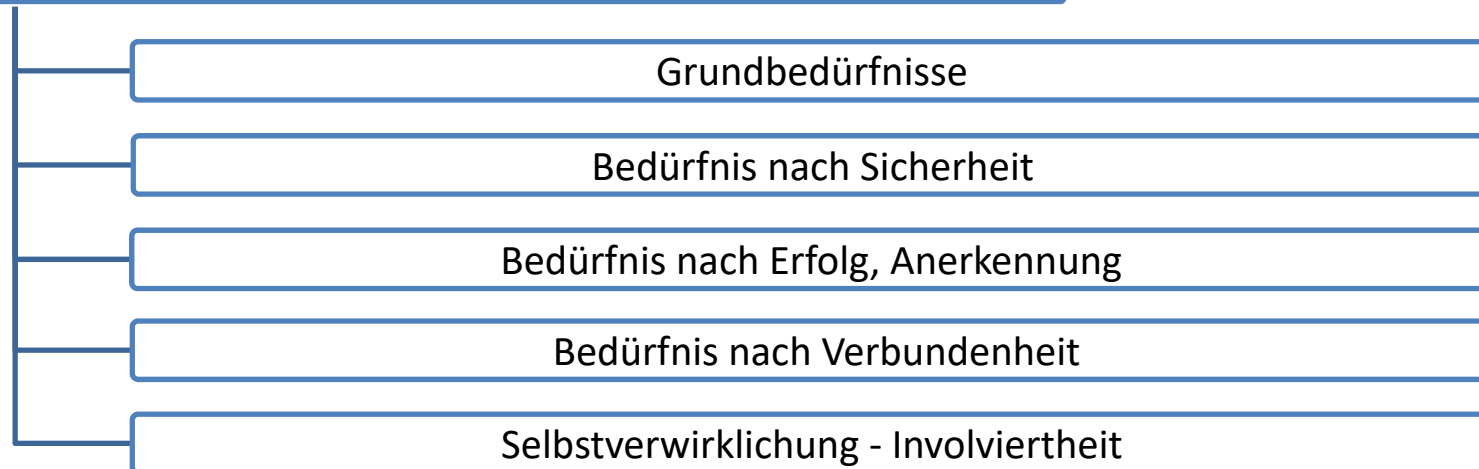 Grundbedürfnisse
Bedürfnis nach Sicherheit
Bedürfnis nach Erfolg, Anerkennung
Bedürfnis nach Verbundenheit
Selbstverwirklichung - Involviertheit